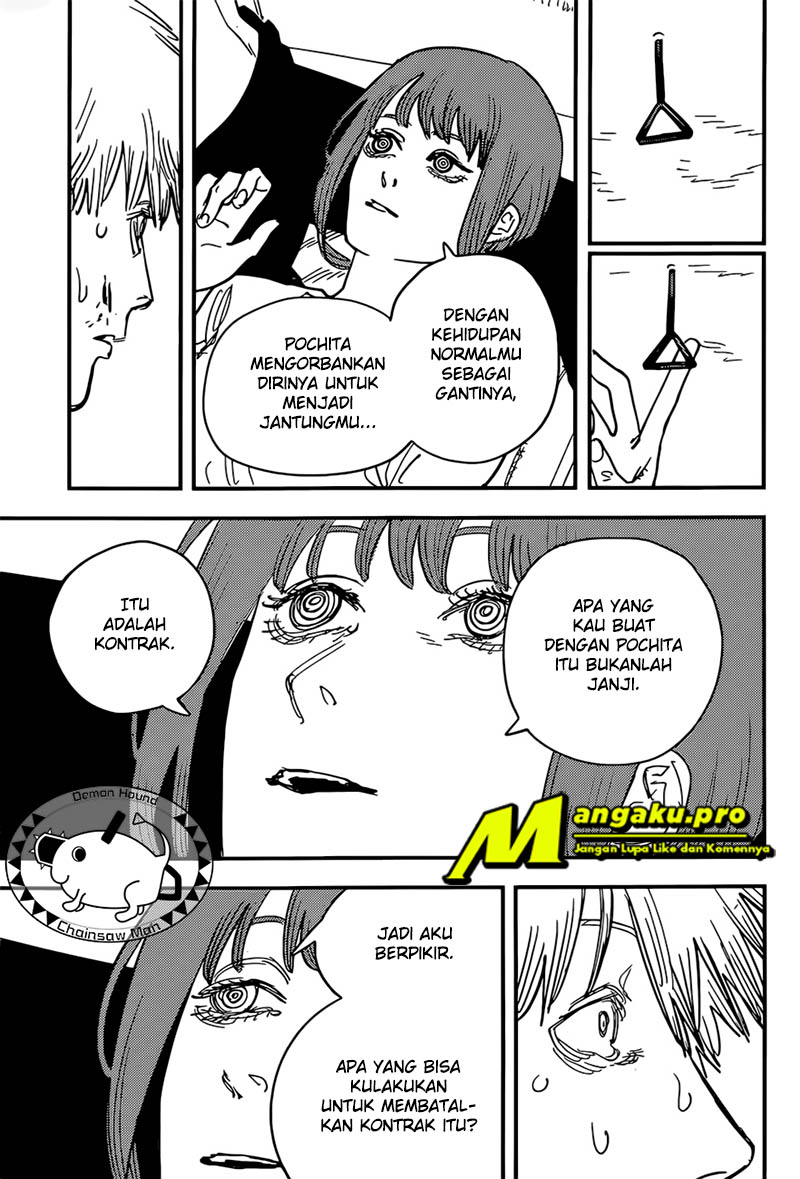 DENGAN
KEHIDUPAN
NORMALMU
SEBAGAI
GANTINYA,
POCHITA
MENGORBANKAN
DIRINYA UNTUK
MENJADI
JANTUNGMU...
APA YANG
KAU BUAT
DENGAN POCHITA
ITU BUKANLAH
JANJI.
ITU
ADALAH
KONTRAK.
Demon Hound
Chainsaw Man
Mangaku.pro
Jangan Lupa Like dan Komennya
JADI AKU
BERPIKIR.
APA YANG BISA
KULAKUKAN
UNTUK MEMBATAL-
KAN KONTRAK ITU?